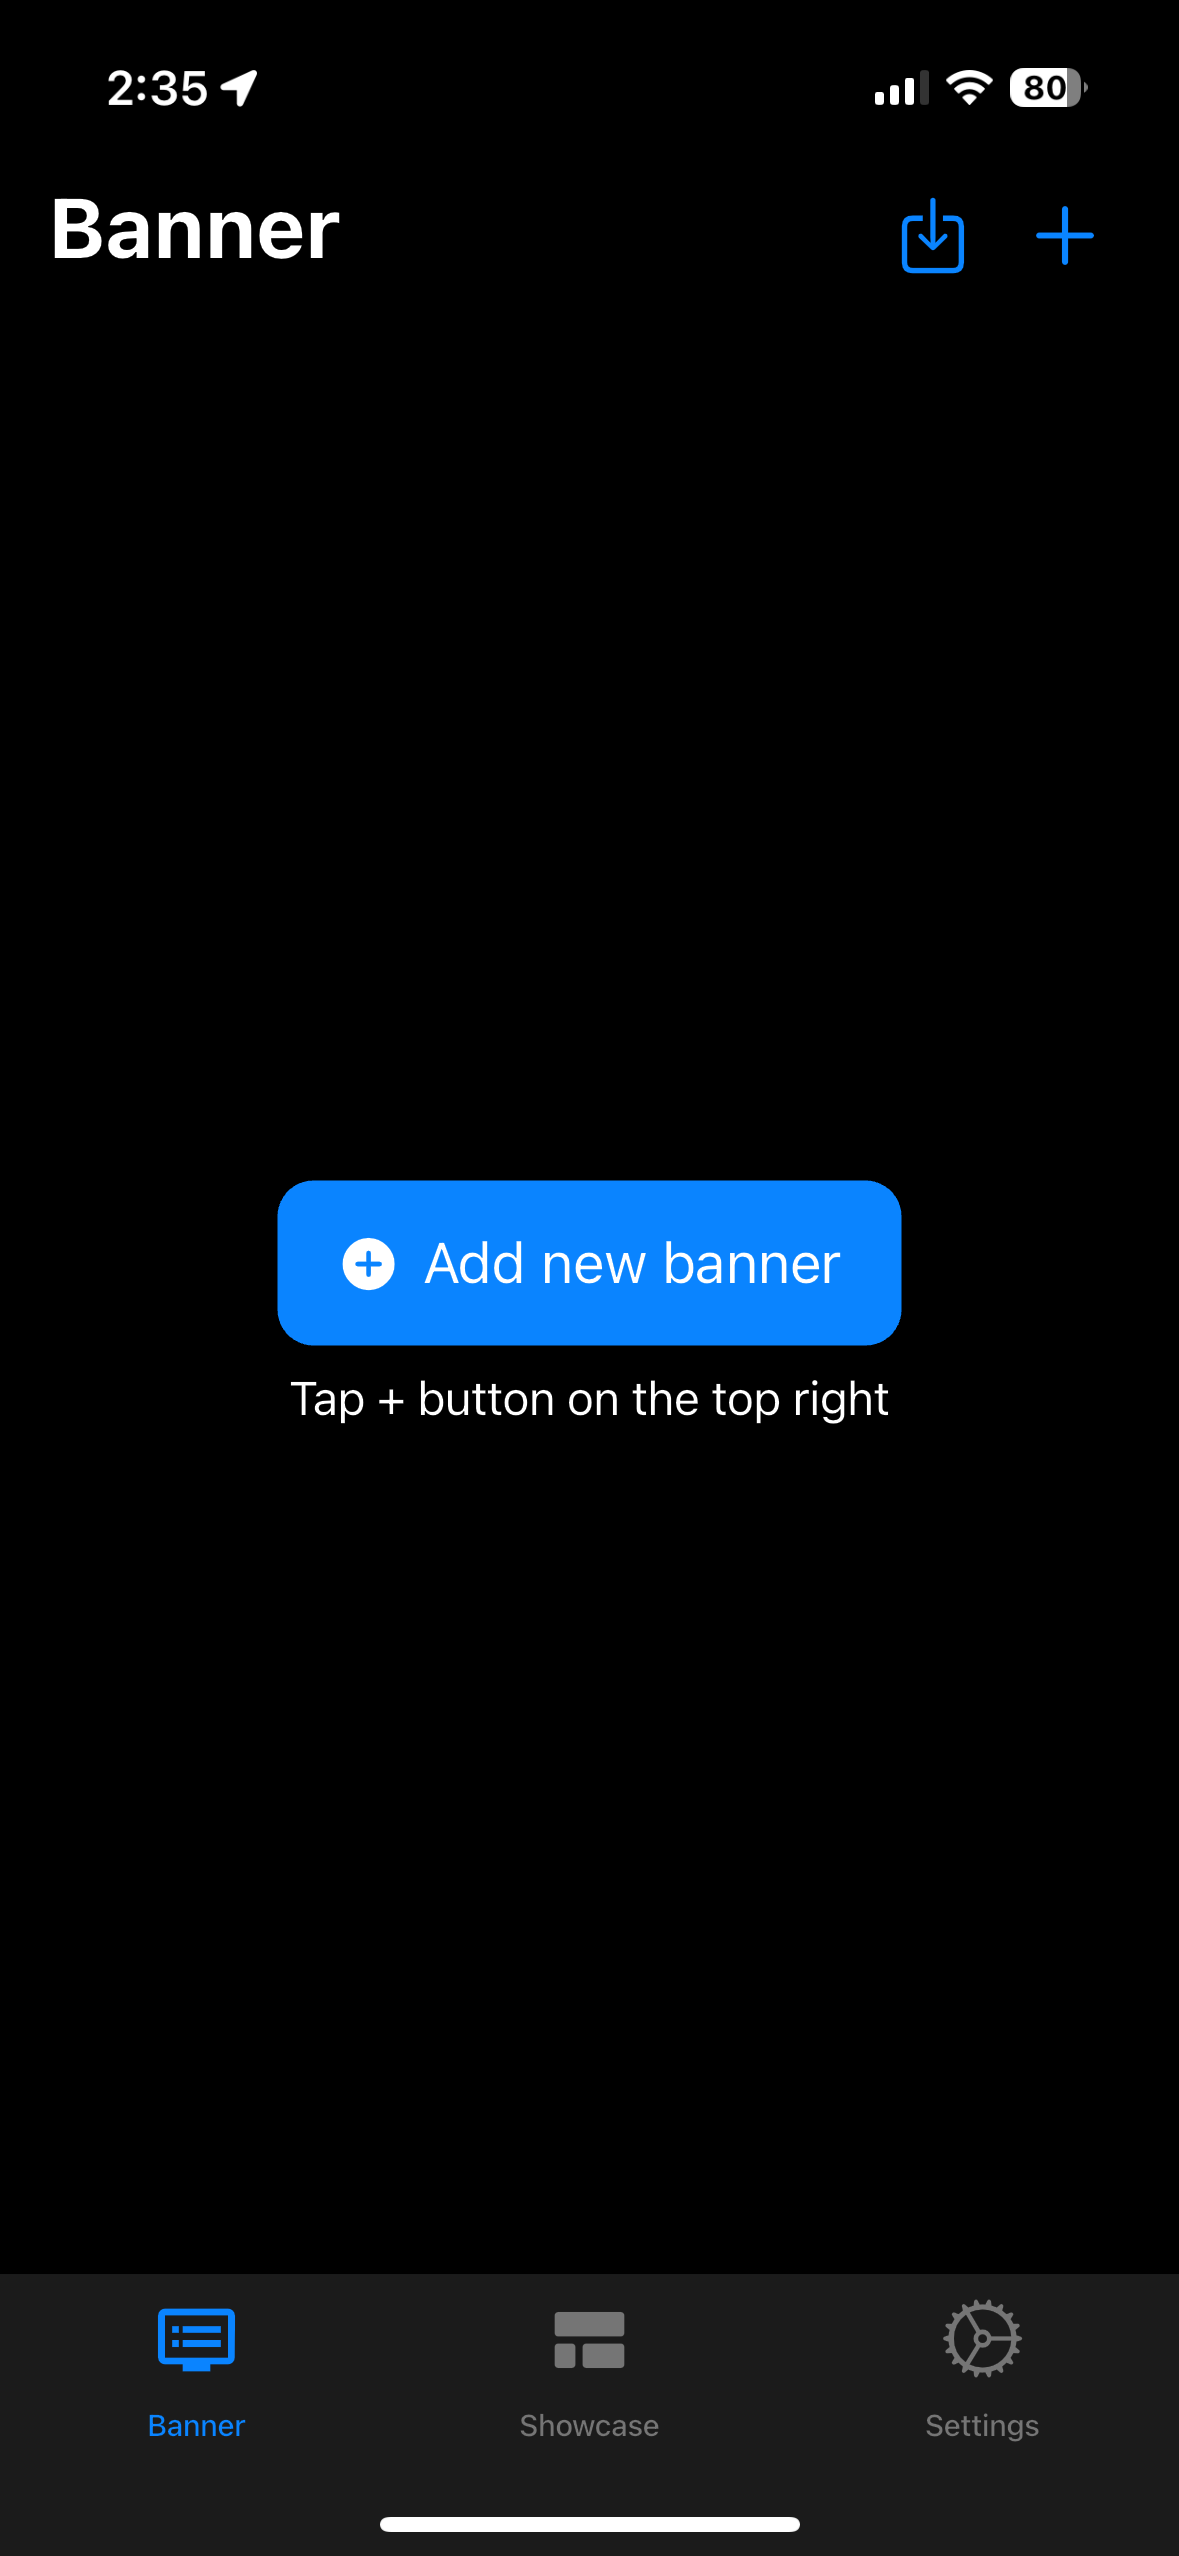 2:35
80
Banner
Add new banner
Tap + button on the top right
Banner
Showcase
Settings